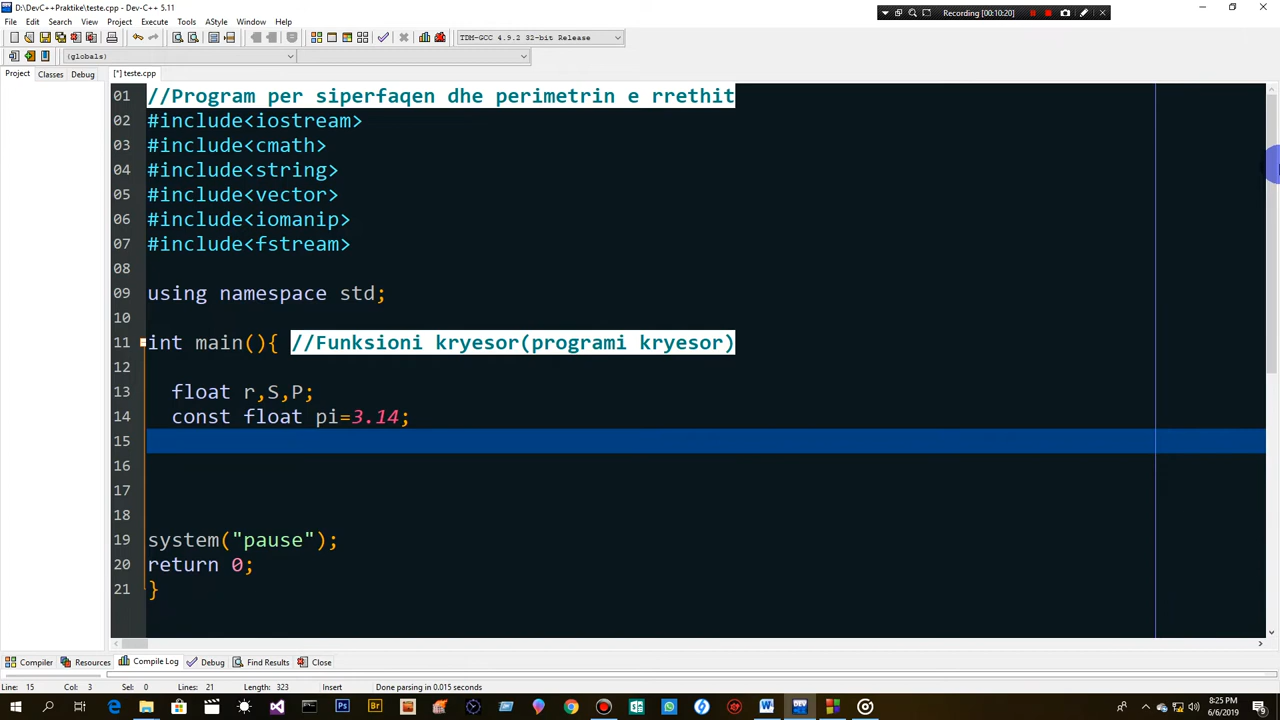 D:\DevC++Praktike\teste.cpp - Dev-C++ 5.11
Recording [00:10:20]
File Edit Search View Project Execute Tools AStyle Window Help
TDM-GCC 4.9.2 32-bit Release
(globals)
Project Classes Debug [*] teste.cpp
01 //Program per siperfaqen dhe perimetrin e rrethit
02 #include<iostream>
03 #include<cmath>
04 #include<string>
05 #include<vector>
06 #include<iomanip>
07 #include<fstream>
08
09 using namespace std;
10
11 int main(){ //Funksioni kryesor(programi kryesor)
12
13 float r,S,P;
14 const float pi=3.14;
15
16
17
18
19 system("pause");
20 return 0;
21 }
Compiler Resources Compile Log Debug Find Results Close
Line: 15 Col: 3 Sel: 0 Lines: 21 Length: 323 Insert Done parsing in 0.015 seconds
8:25 PM
6/6/2019